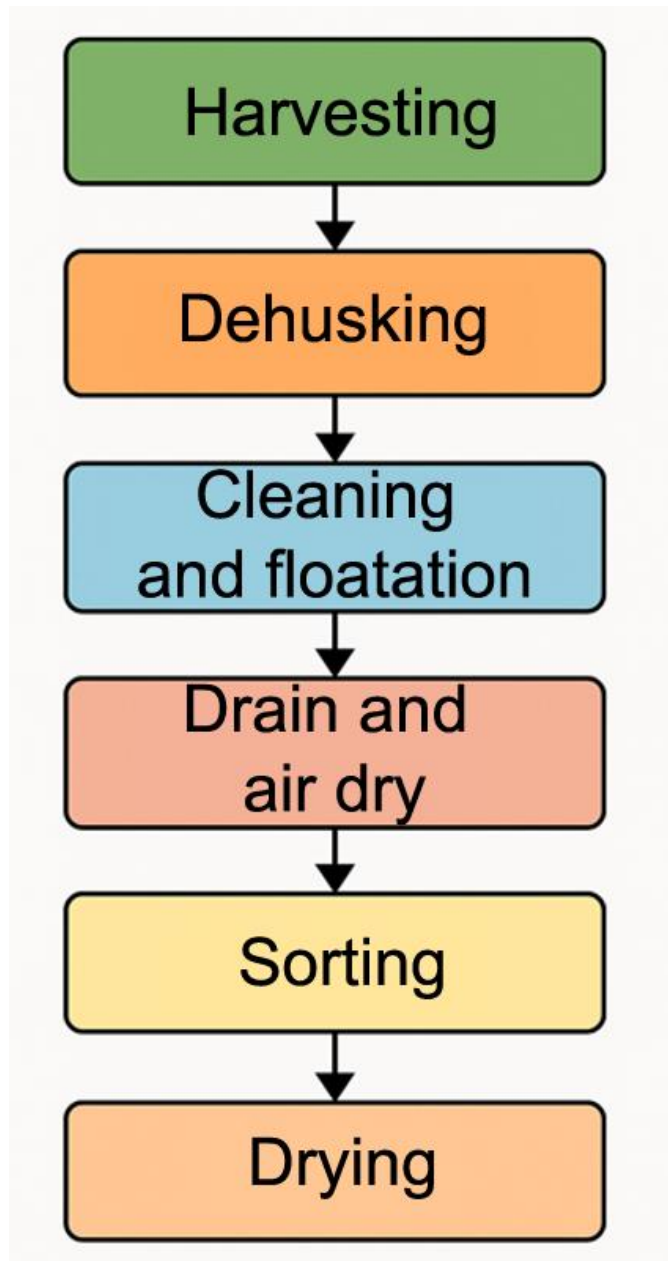 Harvesting
Dehusking
Cleaning
and floatation
Drain and
air dry
Sorting
Drying